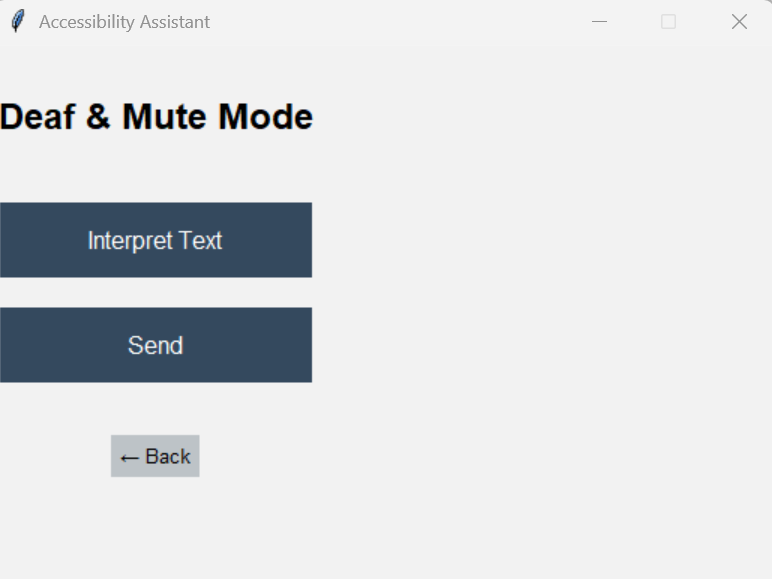 Accessibility Assistant
Deaf & Mute Mode
Interpret Text
Send
← Back